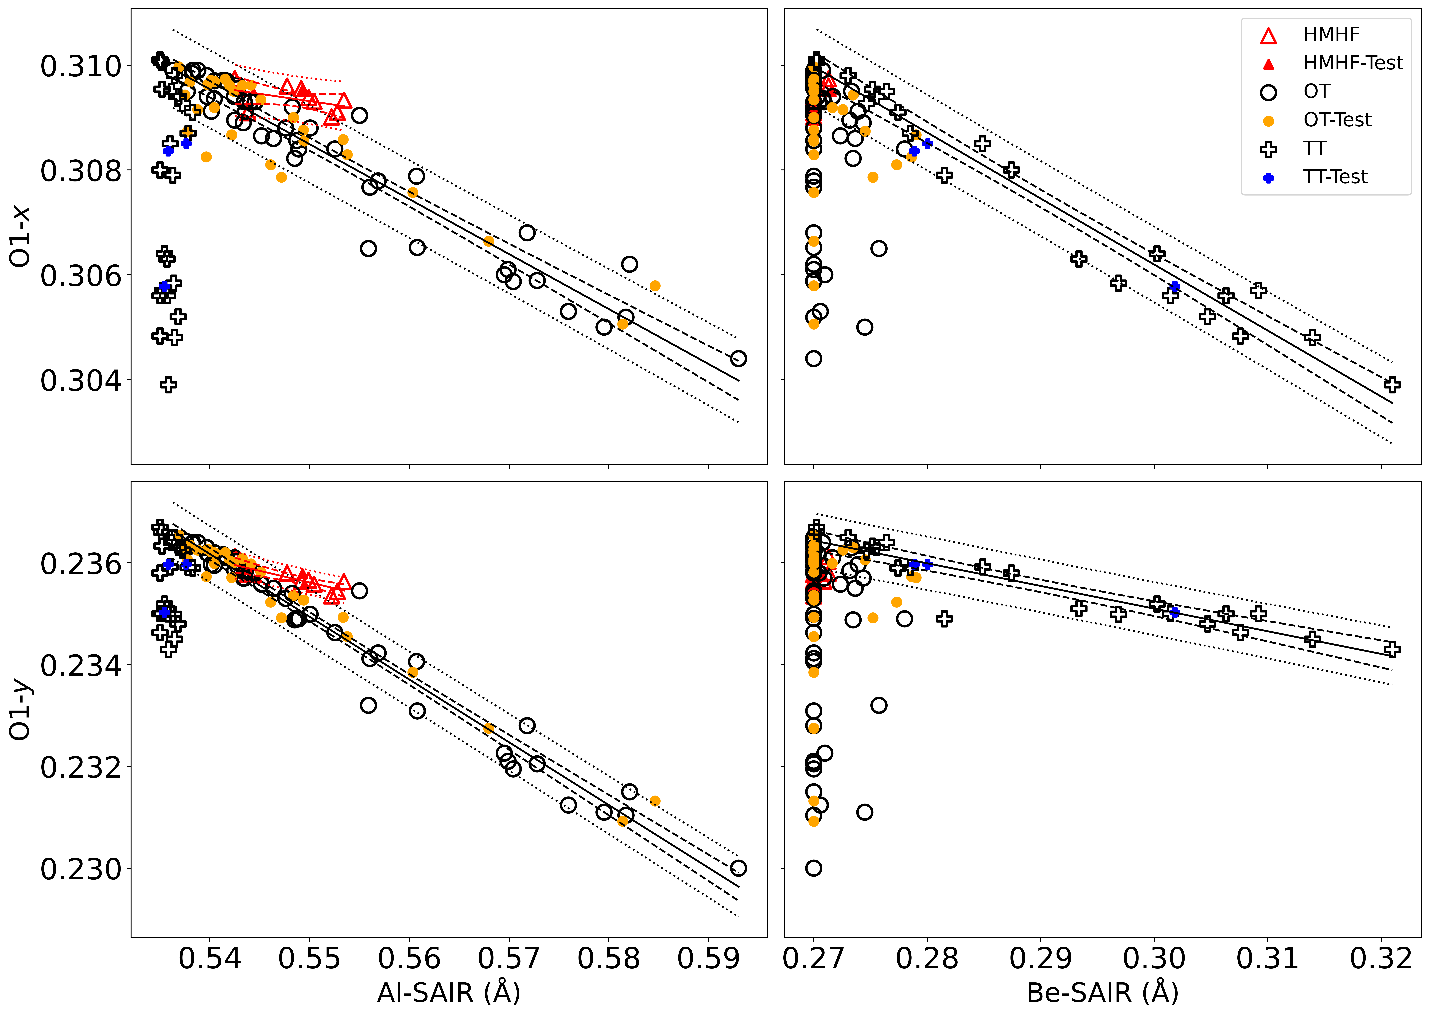 HMHF
HMHF-Test
OT
OT-Test
TT
TT-Test
0.310
0.308
0.306
0.304
O1-x
0.236
0.234
0.232
0.230
O1-y
0.54 0.55 0.56 0.57 0.58 0.59
0.27 0.28 0.29 0.30 0.31 0.32
Al-SAIR (Å)
Be-SAIR (Å)